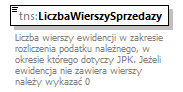 tns:LiczbaWierszySprzedazy
Liczba wierszy ewidencji w zakresie
rozliczenia podatku należnego, w
okresie którego dotyczy JPK. Jeżeli
ewidencja nie zawiera wierszy
należy wykazać 0